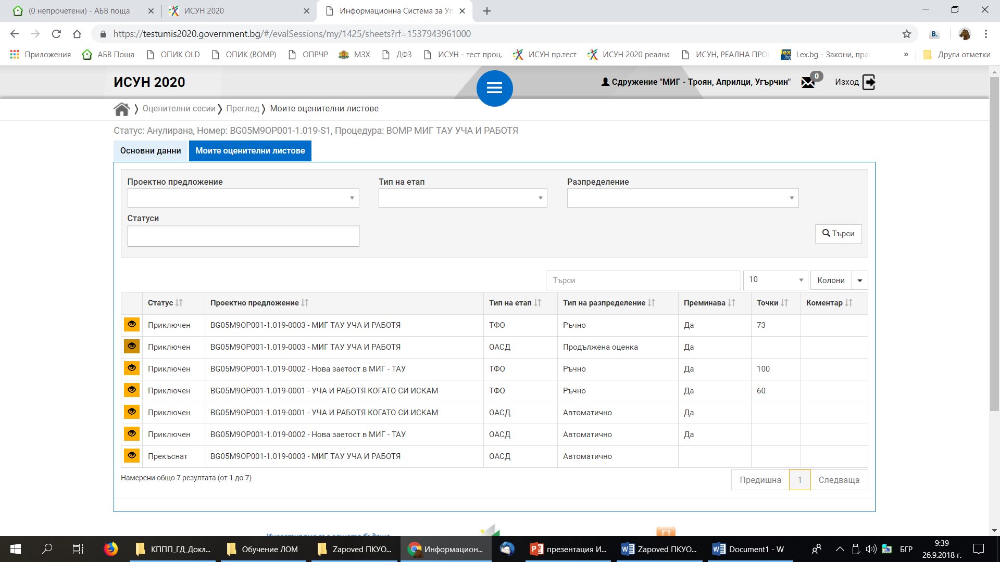 (0 непрочетени) - АБВ поща
ИСУН 2020
Информационна Система за Уп
https://testumis2020.government.bg/#/evalSessions/my/1425/sheets?rf=1537943961000
B.
Приложения
АБВ Поща
ОПИК OLD
ОПИК (ВОМР)
ОПРЧР
МЗХ
ДФЗ
ИСУН - тест проц.
ИСУН пр.тест
ИСУН 2020 реална
ИСУН, РЕАЛНА ПРО
Lex.bg - Закони, пра
»
Други отметки
ИСУН 2020
Сдружение "МИГ - Троян, Априлци, Угърчин"
0
Изход
Оценителни сесии
Преглед
Моите оценителни листове
Статус: Анулирана, Номер: BG05M9OP001-1.019-S1, Процедура: ВОМР МИГ ТАУ УЧА И РАБОТЯ
Основни данни
Моите оценителни листове
Проектно предложение
Тип на етап
Разпределение
Статуси
Търси
Търси
10
Колони
Статус Проектно предложение Тип на етап Тип на разпределение Преминава Точки Коментар
Приключен BG05M9OP001-1.019-0003 - МИГ ТАУ УЧА И РАБОТЯ ТФО Ръчно Да 73
Приключен BG05M9OP001-1.019-0003 - МИГ ТАУ УЧА И РАБОТЯ ОАСД Продължена оценка Да
Приключен BG05M9OP001-1.019-0002 - Нова заетост в МИГ - ТАУ ТФО Ръчно Да 100
Приключен BG05M9OP001-1.019-0001 - УЧА И РАБОТЯ КОГАТО СИ ИСКАМ ТФО Ръчно Да 60
Приключен BG05M9OP001-1.019-0001 - УЧА И РАБОТЯ КОГАТО СИ ИСКАМ ОАСД Автоматично Да
Приключен BG05M9OP001-1.019-0002 - Нова заетост в МИГ - ТАУ ОАСД Автоматично Да
Прекъснат BG05M9OP001-1.019-0003 - МИГ ТАУ УЧА И РАБОТЯ ОАСД Автоматично
Намерени общо 7 резултата (от 1 до 7)
Предишна 1 Следваща
КППП_ГД_Докл...
Обучение ЛОМ
Zapoved ПКУО...
Информацион...
презентация И...
Zapoved ПКУО...
Document1 - W
БГР
9:39
26.9.2018 г.